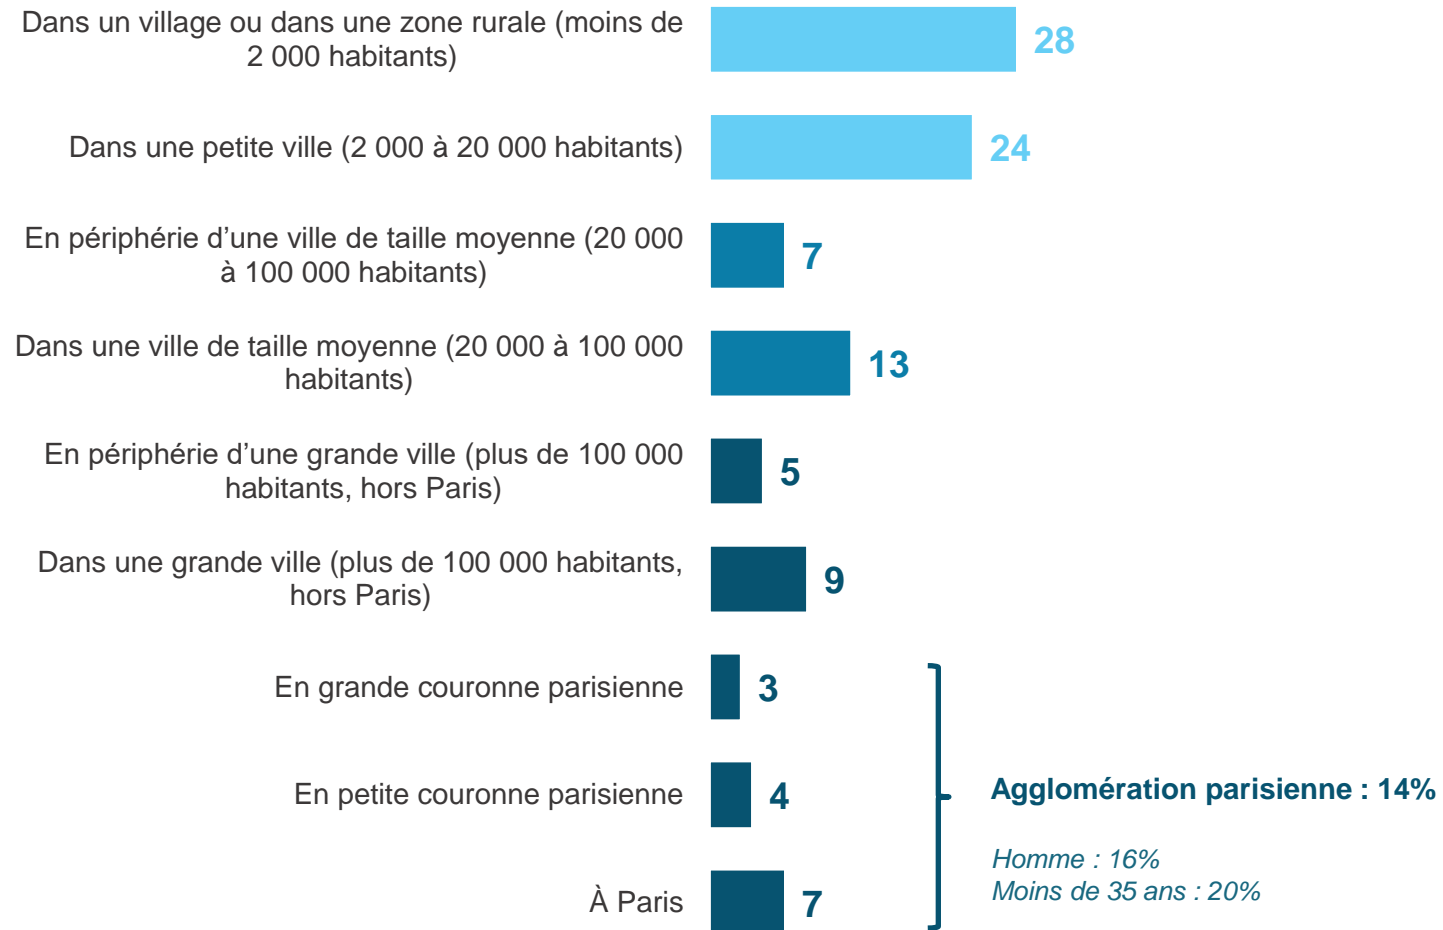 Dans un village ou dans une zone rurale (moins de
2 000 habitants)
28
Dans une petite ville (2 000 à 20 000 habitants)
24
En périphérie d’une ville de taille moyenne (20 000
à 100 000 habitants)
7
Dans une ville de taille moyenne (20 000 à 100 000
habitants)
13
En périphérie d’une grande ville (plus de 100 000
habitants, hors Paris)
5
Dans une grande ville (plus de 100 000 habitants,
hors Paris)
9
En grande couronne parisienne
3
En petite couronne parisienne
4
À Paris
7
Agglomération parisienne : 14%
Homme : 16%
Moins de 35 ans : 20%